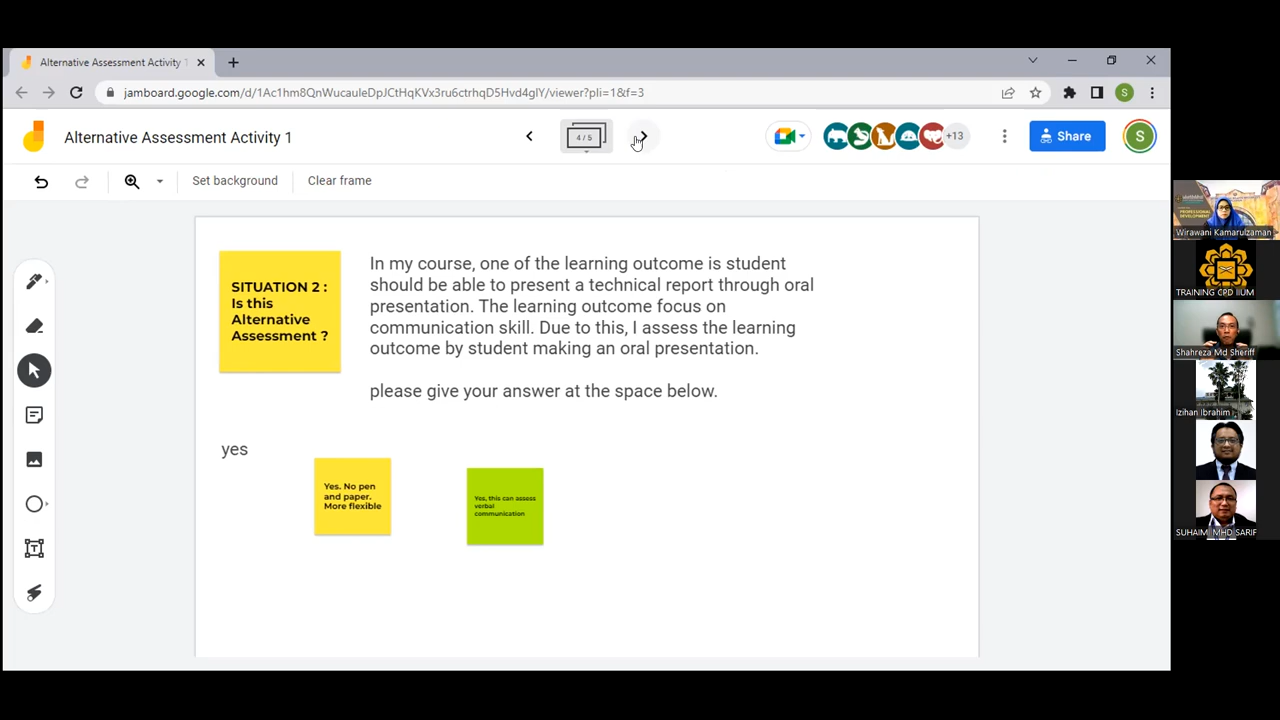 Alternative Assessment Activity 1
jamboard.google.com/d/1Ac1hm8QnWucauleDpJCtHqKVx3ru6ctrhqD5Hvd4glY/viewer?pli=1&f=3
S
Alternative Assessment Activity 1
4 / 5
+13
Share
S
Set background
Clear frame
SITUATION 2 :
Is this
Alternative
Assessment ?
In my course, one of the learning outcome is student
should be able to present a technical report through oral
presentation. The learning outcome focus on
communication skill. Due to this, I assess the learning
outcome by student making an oral presentation.
please give your answer at the space below.
yes
Yes. No pen
and paper.
More flexible
Yes, this can assess
verbal
communication
PROFESSIONAL
DEVELOPMENT
Wirawani Kamarulzaman
TRAINING CPD IIUM
Shahreza Md Sheriff
Izihan Ibrahim
SUHAIMI MHD SARIF